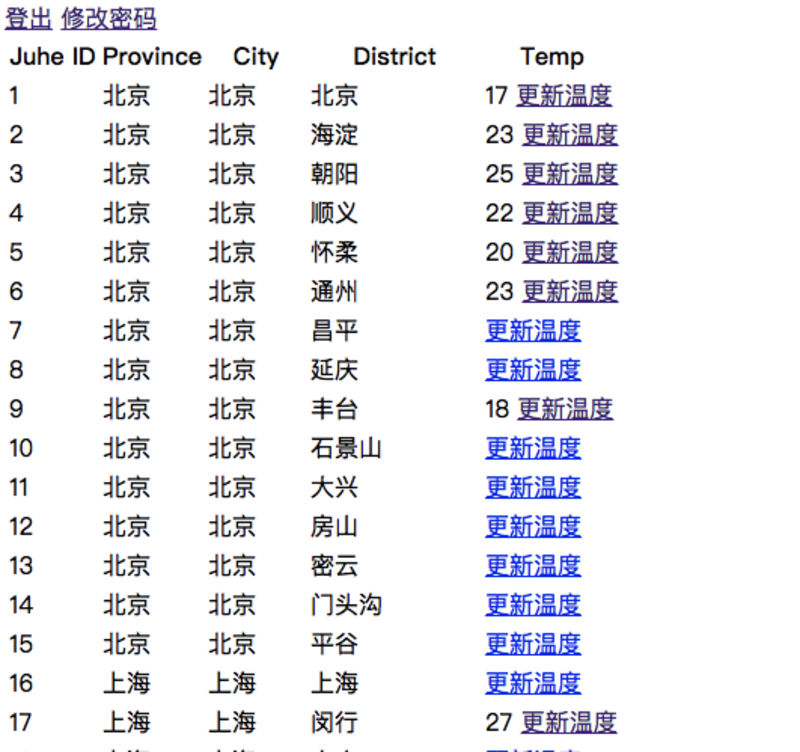 登出 修改密码
Juhe ID Province City District Temp
1 北京 北京 北京 17 更新温度
2 北京 北京 海淀 23 更新温度
3 北京 北京 朝阳 25 更新温度
4 北京 北京 顺义 22 更新温度
5 北京 北京 怀柔 20 更新温度
6 北京 北京 通州 23 更新温度
7 北京 北京 昌平 更新温度
8 北京 北京 延庆 更新温度
9 北京 北京 丰台 18 更新温度
10 北京 北京 石景山 更新温度
11 北京 北京 大兴 更新温度
12 北京 北京 房山 更新温度
13 北京 北京 密云 更新温度
14 北京 北京 门头沟 更新温度
15 北京 北京 平谷 更新温度
16 上海 上海 上海 更新温度
17 上海 上海 闵行 27 更新温度